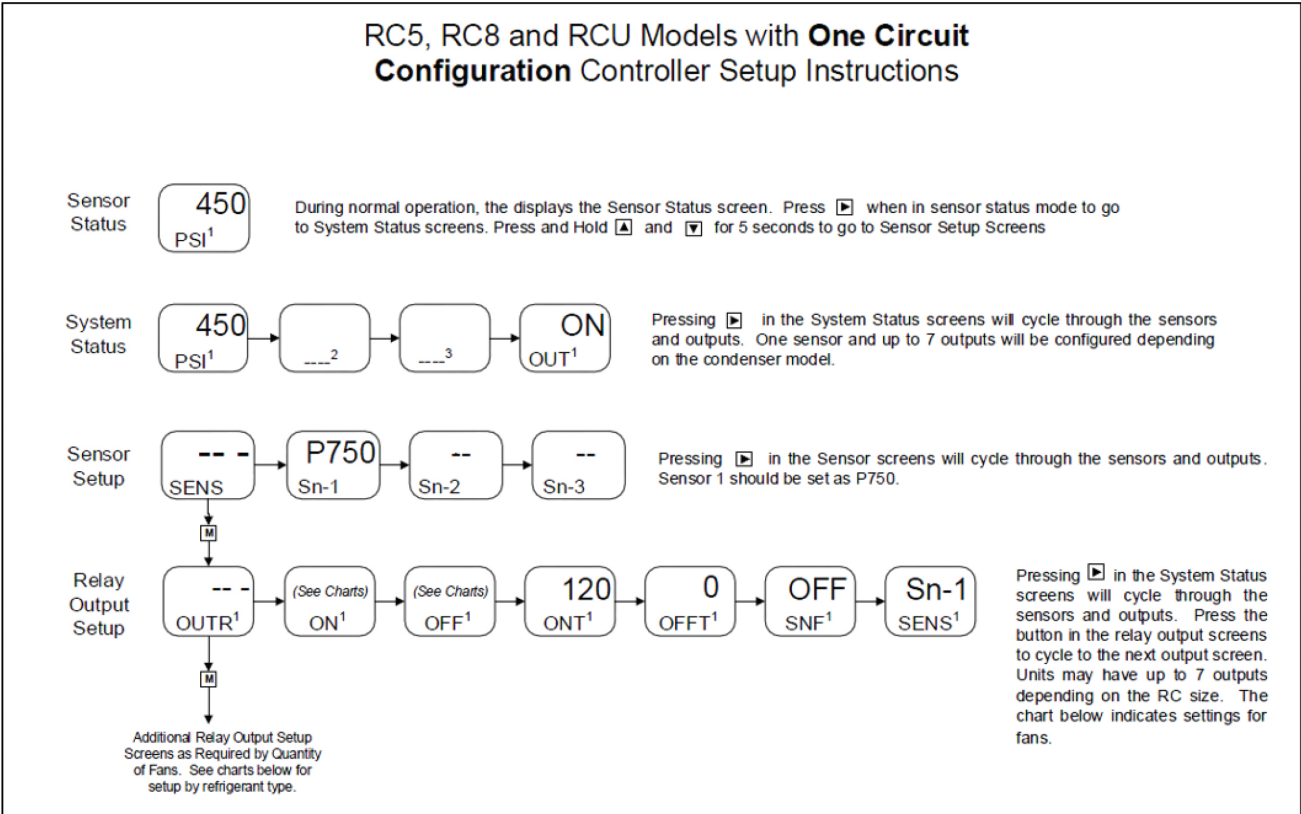 RC5, RC8 and RCU Models with One Circuit
Configuration Controller Setup Instructions
Sensor
Status
450
PSI¹
During normal operation, the displays the Sensor Status screen. Press ▶ when in sensor status mode to go
to System Status screens. Press and Hold ▲ and ▼ for 5 seconds to go to Sensor Setup Screens
System
Status
450
PSI¹
____²
____³
ON
OUT¹
Pressing ▶ in the System Status screens will cycle through the sensors
and outputs. One sensor and up to 7 outputs will be configured depending
on the condenser model.
Sensor
Setup
-- -
SENS
P750
Sn-1
--
Sn-2
--
Sn-3
Pressing ▶ in the Sensor screens will cycle through the sensors and outputs.
Sensor 1 should be set as P750.
M
Relay
Output
Setup
-- -
OUTR¹
(See Charts)
ON¹
(See Charts)
OFF¹
120
ONT¹
0
OFFT¹
OFF
SNF¹
Sn-1
SENS¹
Pressing ▶ in the System Status
screens will cycle through the
sensors and outputs. Press the
button in the relay output screens
to cycle to the next output screen.
Units may have up to 7 outputs
depending on the RC size. The
chart below indicates settings for
fans.
M
Additional Relay Output Setup
Screens as Required by Quantity
of Fans. See charts below for
setup by refrigerant type.